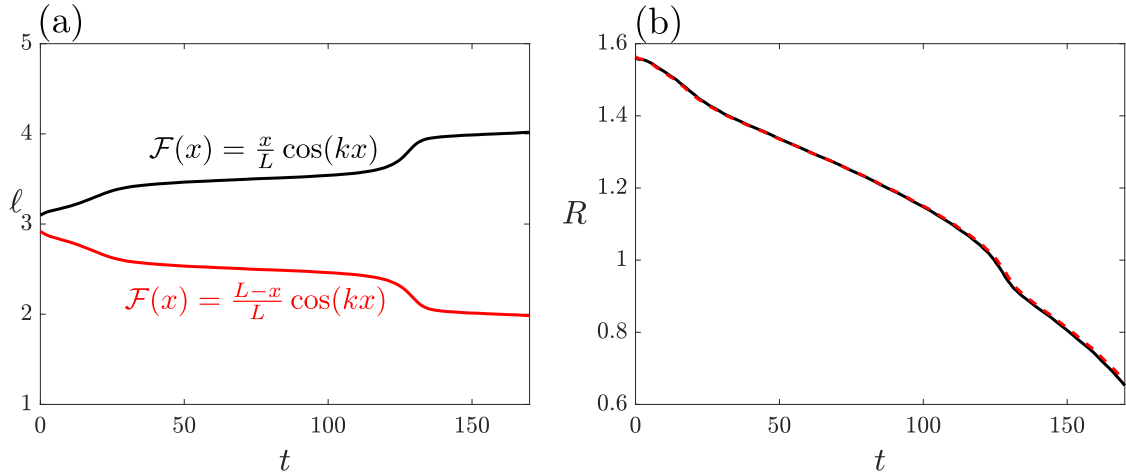 (a)
5
4
ℓ
3
2
1
0
50
100
150
t
𝓕(x) = x/L cos(kx)
𝓕(x) = L−x/L cos(kx)
(b)
1.6
1.4
1.2
R
1
0.8
0.6
0
50
100
150
t